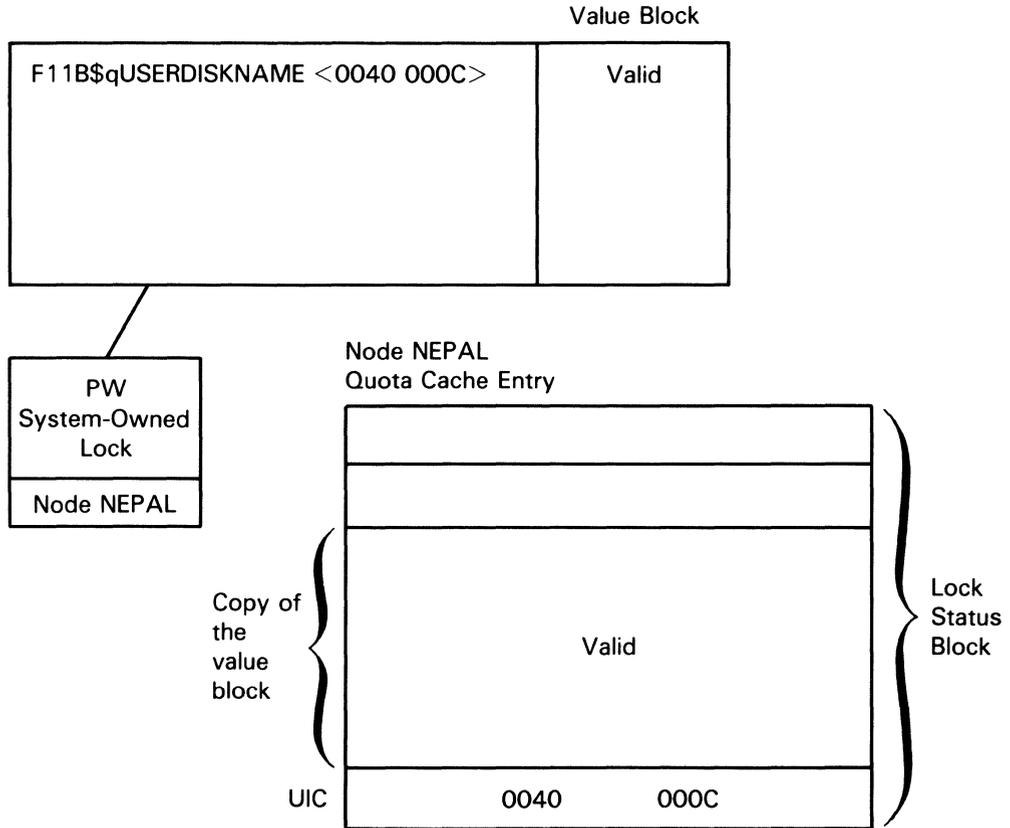 Value Block
F11B$qUSERDISKNAME <0040 000C>
Valid
PW
System-Owned
Lock
Node NEPAL
Node NEPAL
Quota Cache Entry
Copy of
the
value
block
Valid
Lock
Status
Block
UIC 0040 000C